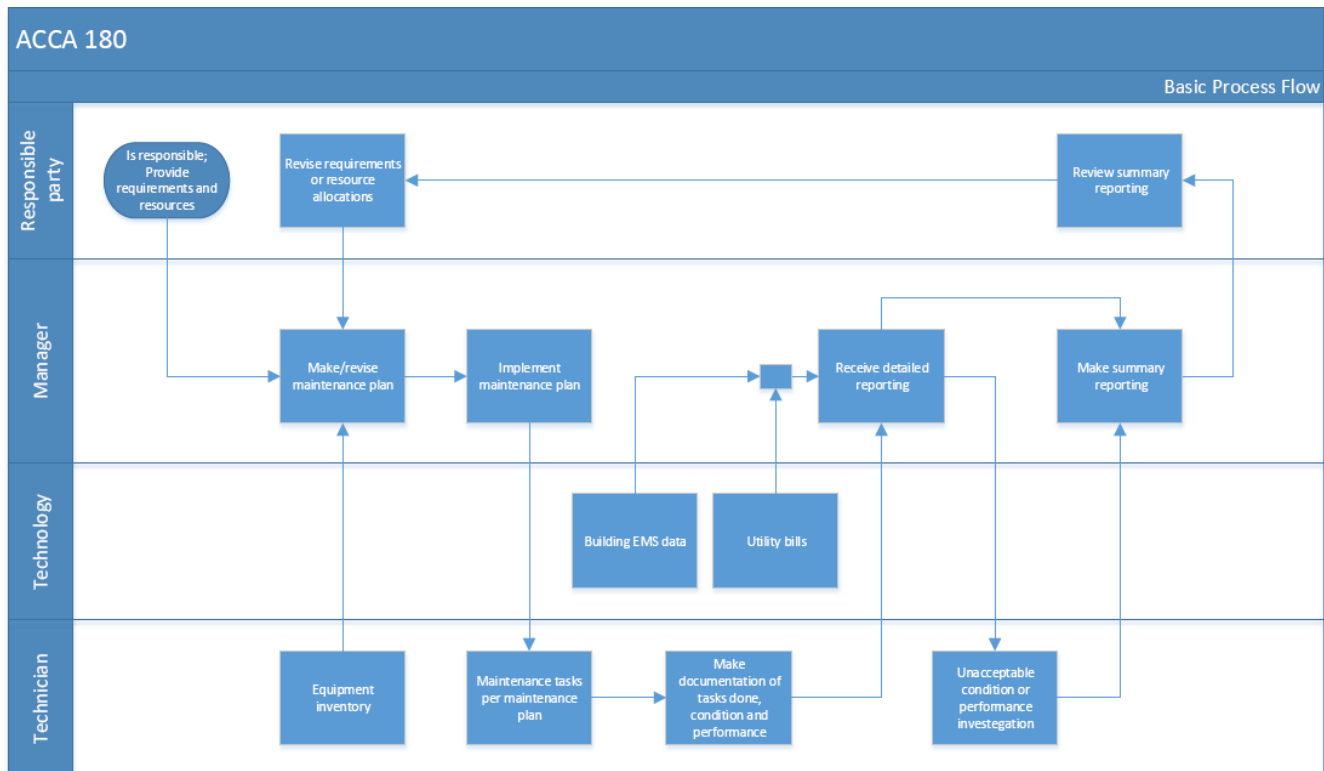 ACCA 180
Basic Process Flow
Responsible
party
Is responsible;
Provide
requirements and
resources
Revise requirements
or resource
allocations
Review summary
reporting
Manager
Make/revise
maintenance plan
Implement
maintenance plan
Receive detailed
reporting
Make summary
reporting
Technology
Building EMS data
Utility bills
Technician
Equipment
inventory
Maintenance tasks
per maintenance
plan
Make
documentation of
tasks done,
condition and
performance
Unacceptable
condition or
performance
investegation